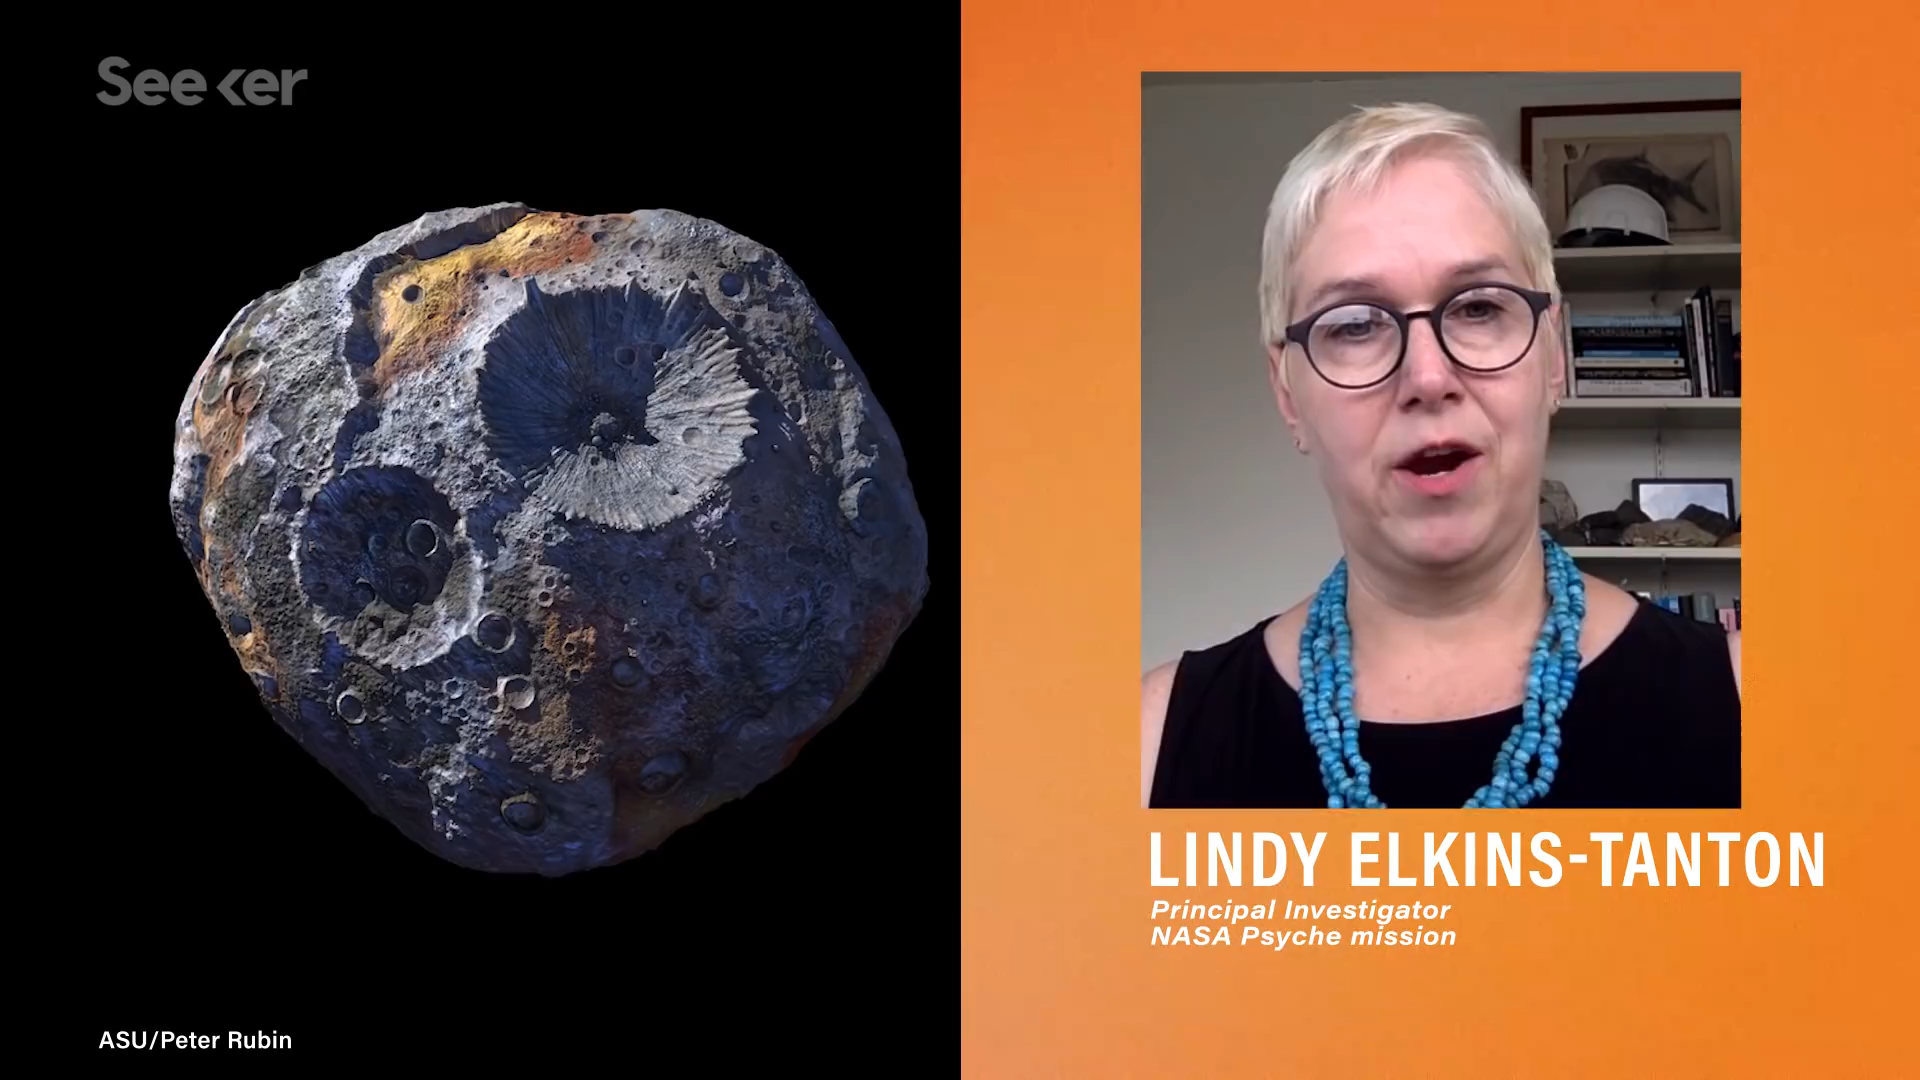 Seeker
LINDY ELKINS-TANTON
Principal Investigator
NASA Psyche mission
ASU/Peter Rubin